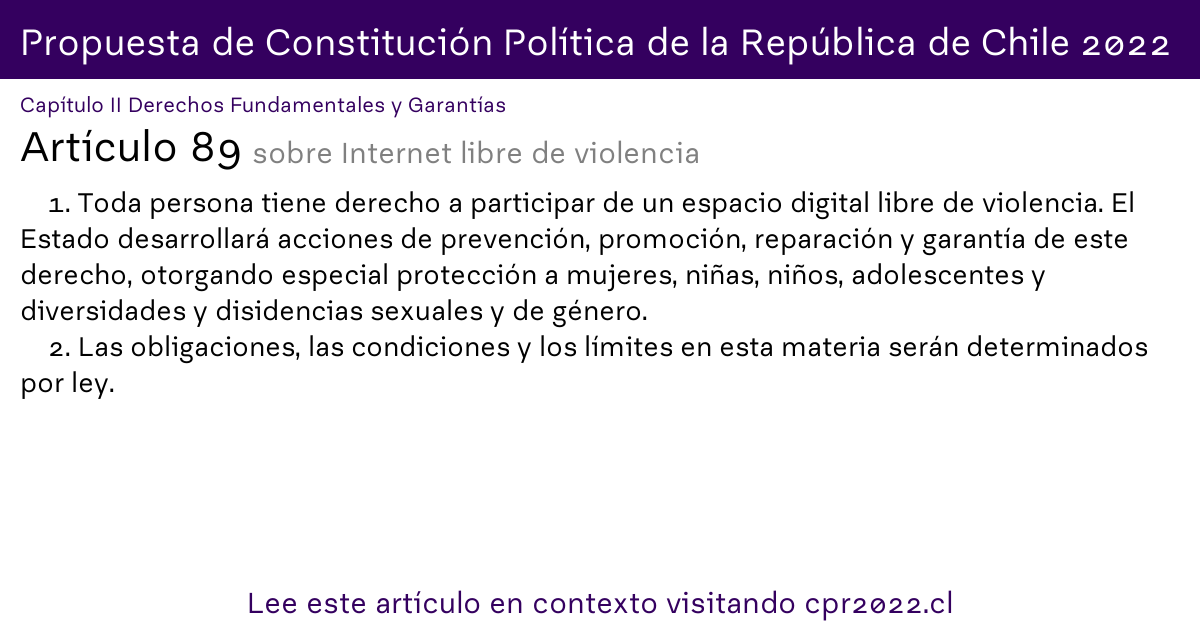 Propuesta de Constitución Política de la República de Chile 2022
Capítulo II Derechos Fundamentales y Garantías
Artículo 89 sobre Internet libre de violencia
1. Toda persona tiene derecho a participar de un espacio digital libre de violencia. El
Estado desarrollará acciones de prevención, promoción, reparación y garantía de este
derecho, otorgando especial protección a mujeres, niñas, niños, adolescentes y
diversidades y disidencias sexuales y de género.
2. Las obligaciones, las condiciones y los límites en esta materia serán determinados
por ley.
Lee este artículo en contexto visitando cpr2022.cl